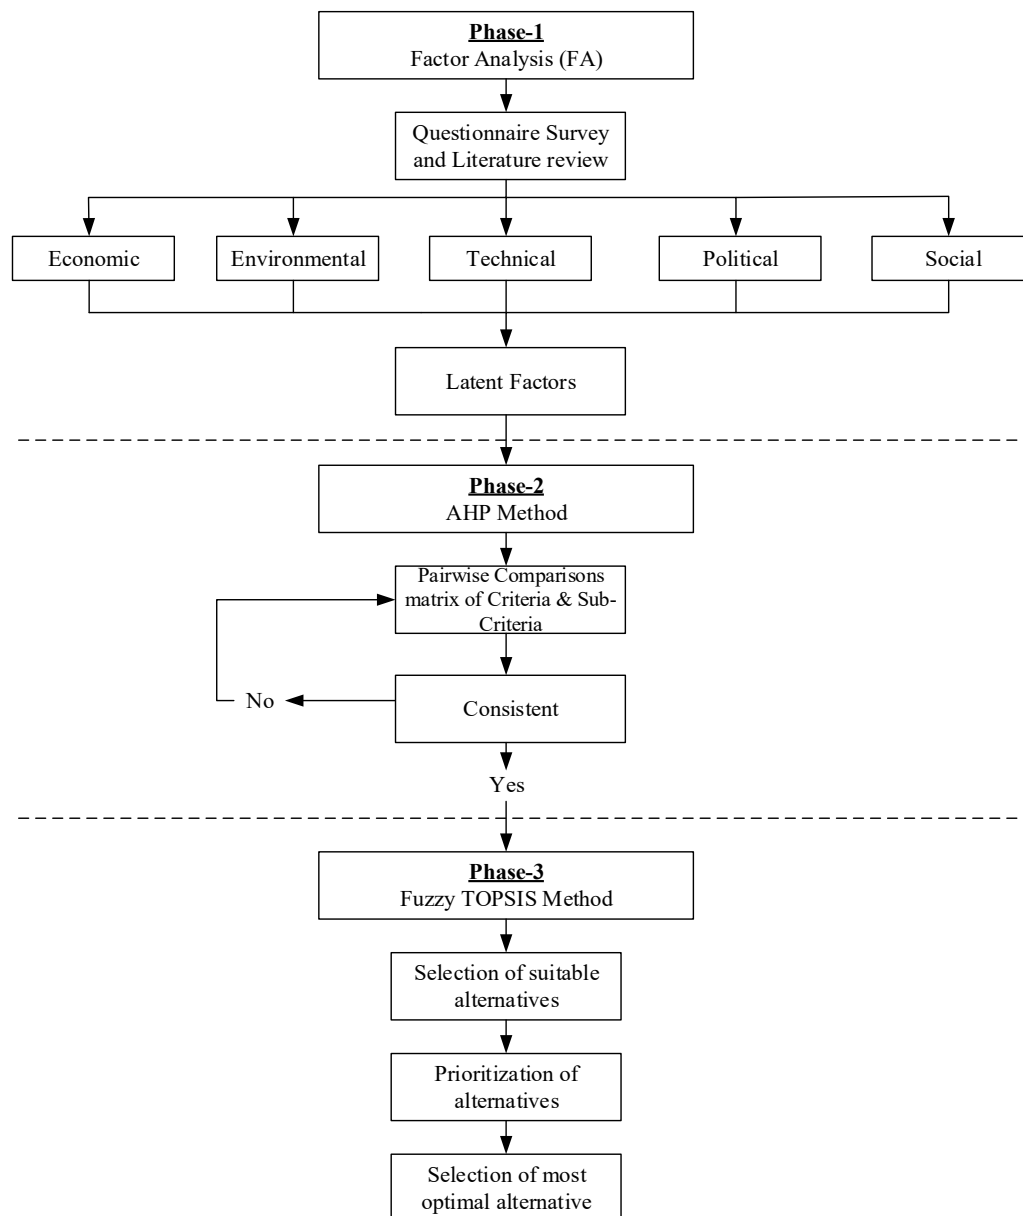 Phase-1
Factor Analysis (FA)
Questionnaire Survey
and Literature review
Economic
Environmental
Technical
Political
Social
Latent Factors
Phase-2
AHP Method
Pairwise Comparisons
matrix of Criteria & Sub-
Criteria
No
Consistent
Yes
Phase-3
Fuzzy TOPSIS Method
Selection of suitable
alternatives
Prioritization of
alternatives
Selection of most
optimal alternative